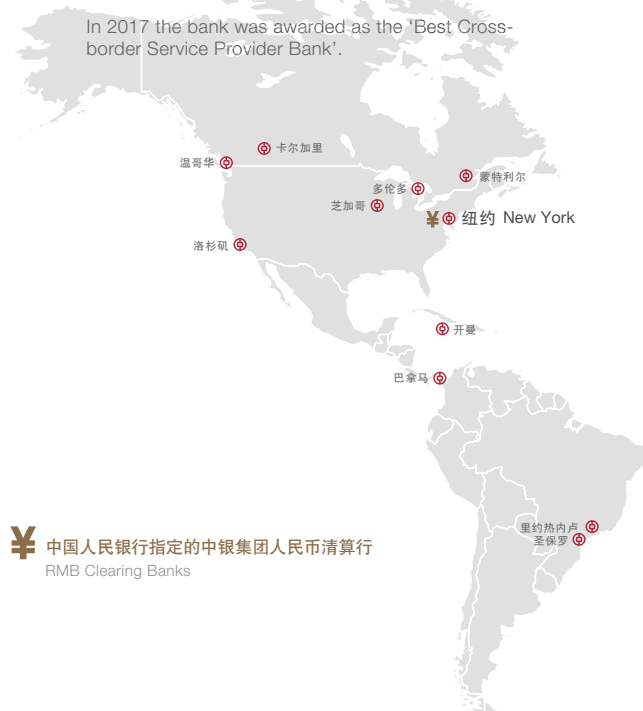 In 2017 the bank was awarded as the ‘Best Cross-
border Service Provider Bank’.
卡尔加里
温哥华
蒙特利尔
多伦多
芝加哥
¥ 纽约 New York
洛杉矶
开曼
巴拿马
里约热内卢
圣保罗
¥ 中国人民银行指定的中银集团人民币清算行
RMB Clearing Banks